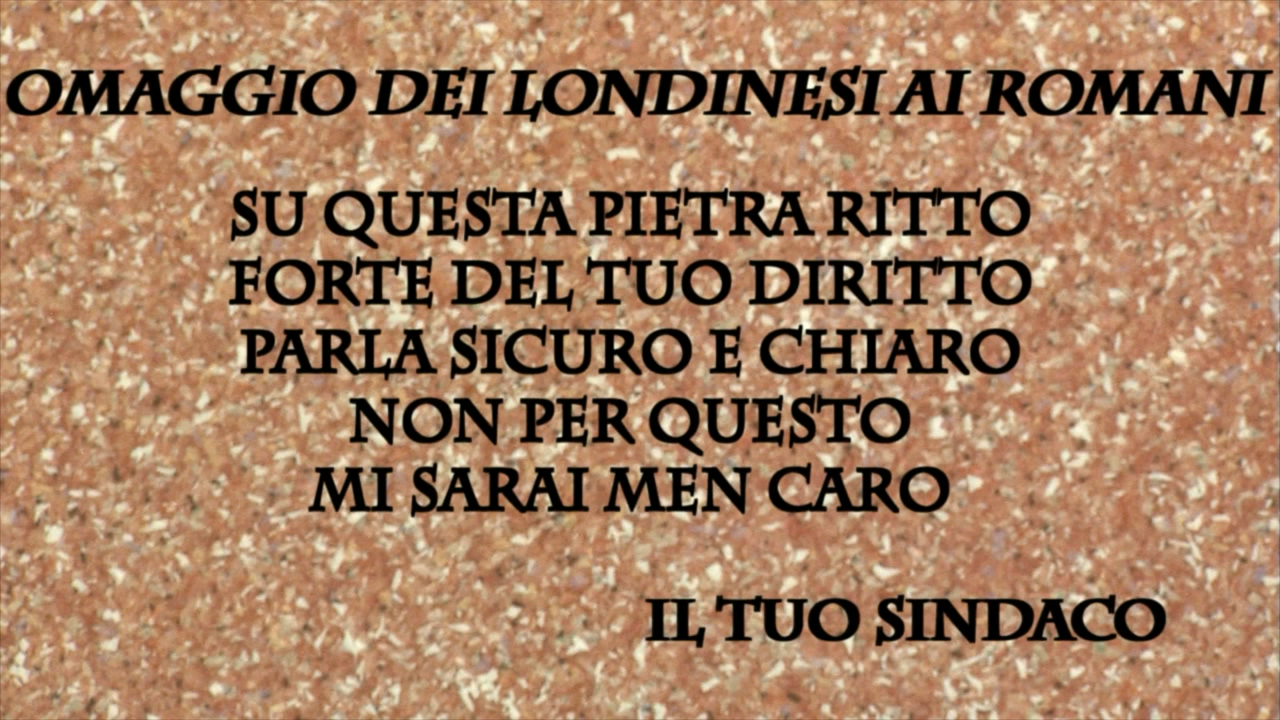 OMAGGIO DEI LONDINESI AI ROMANI
SU QUESTA PIETRA RITTO
FORTE DEL TUO DIRITTO
PARLA SICURO E CHIARO
NON PER QUESTO
MI SARAI MEN CARO
IL TUO SINDACO